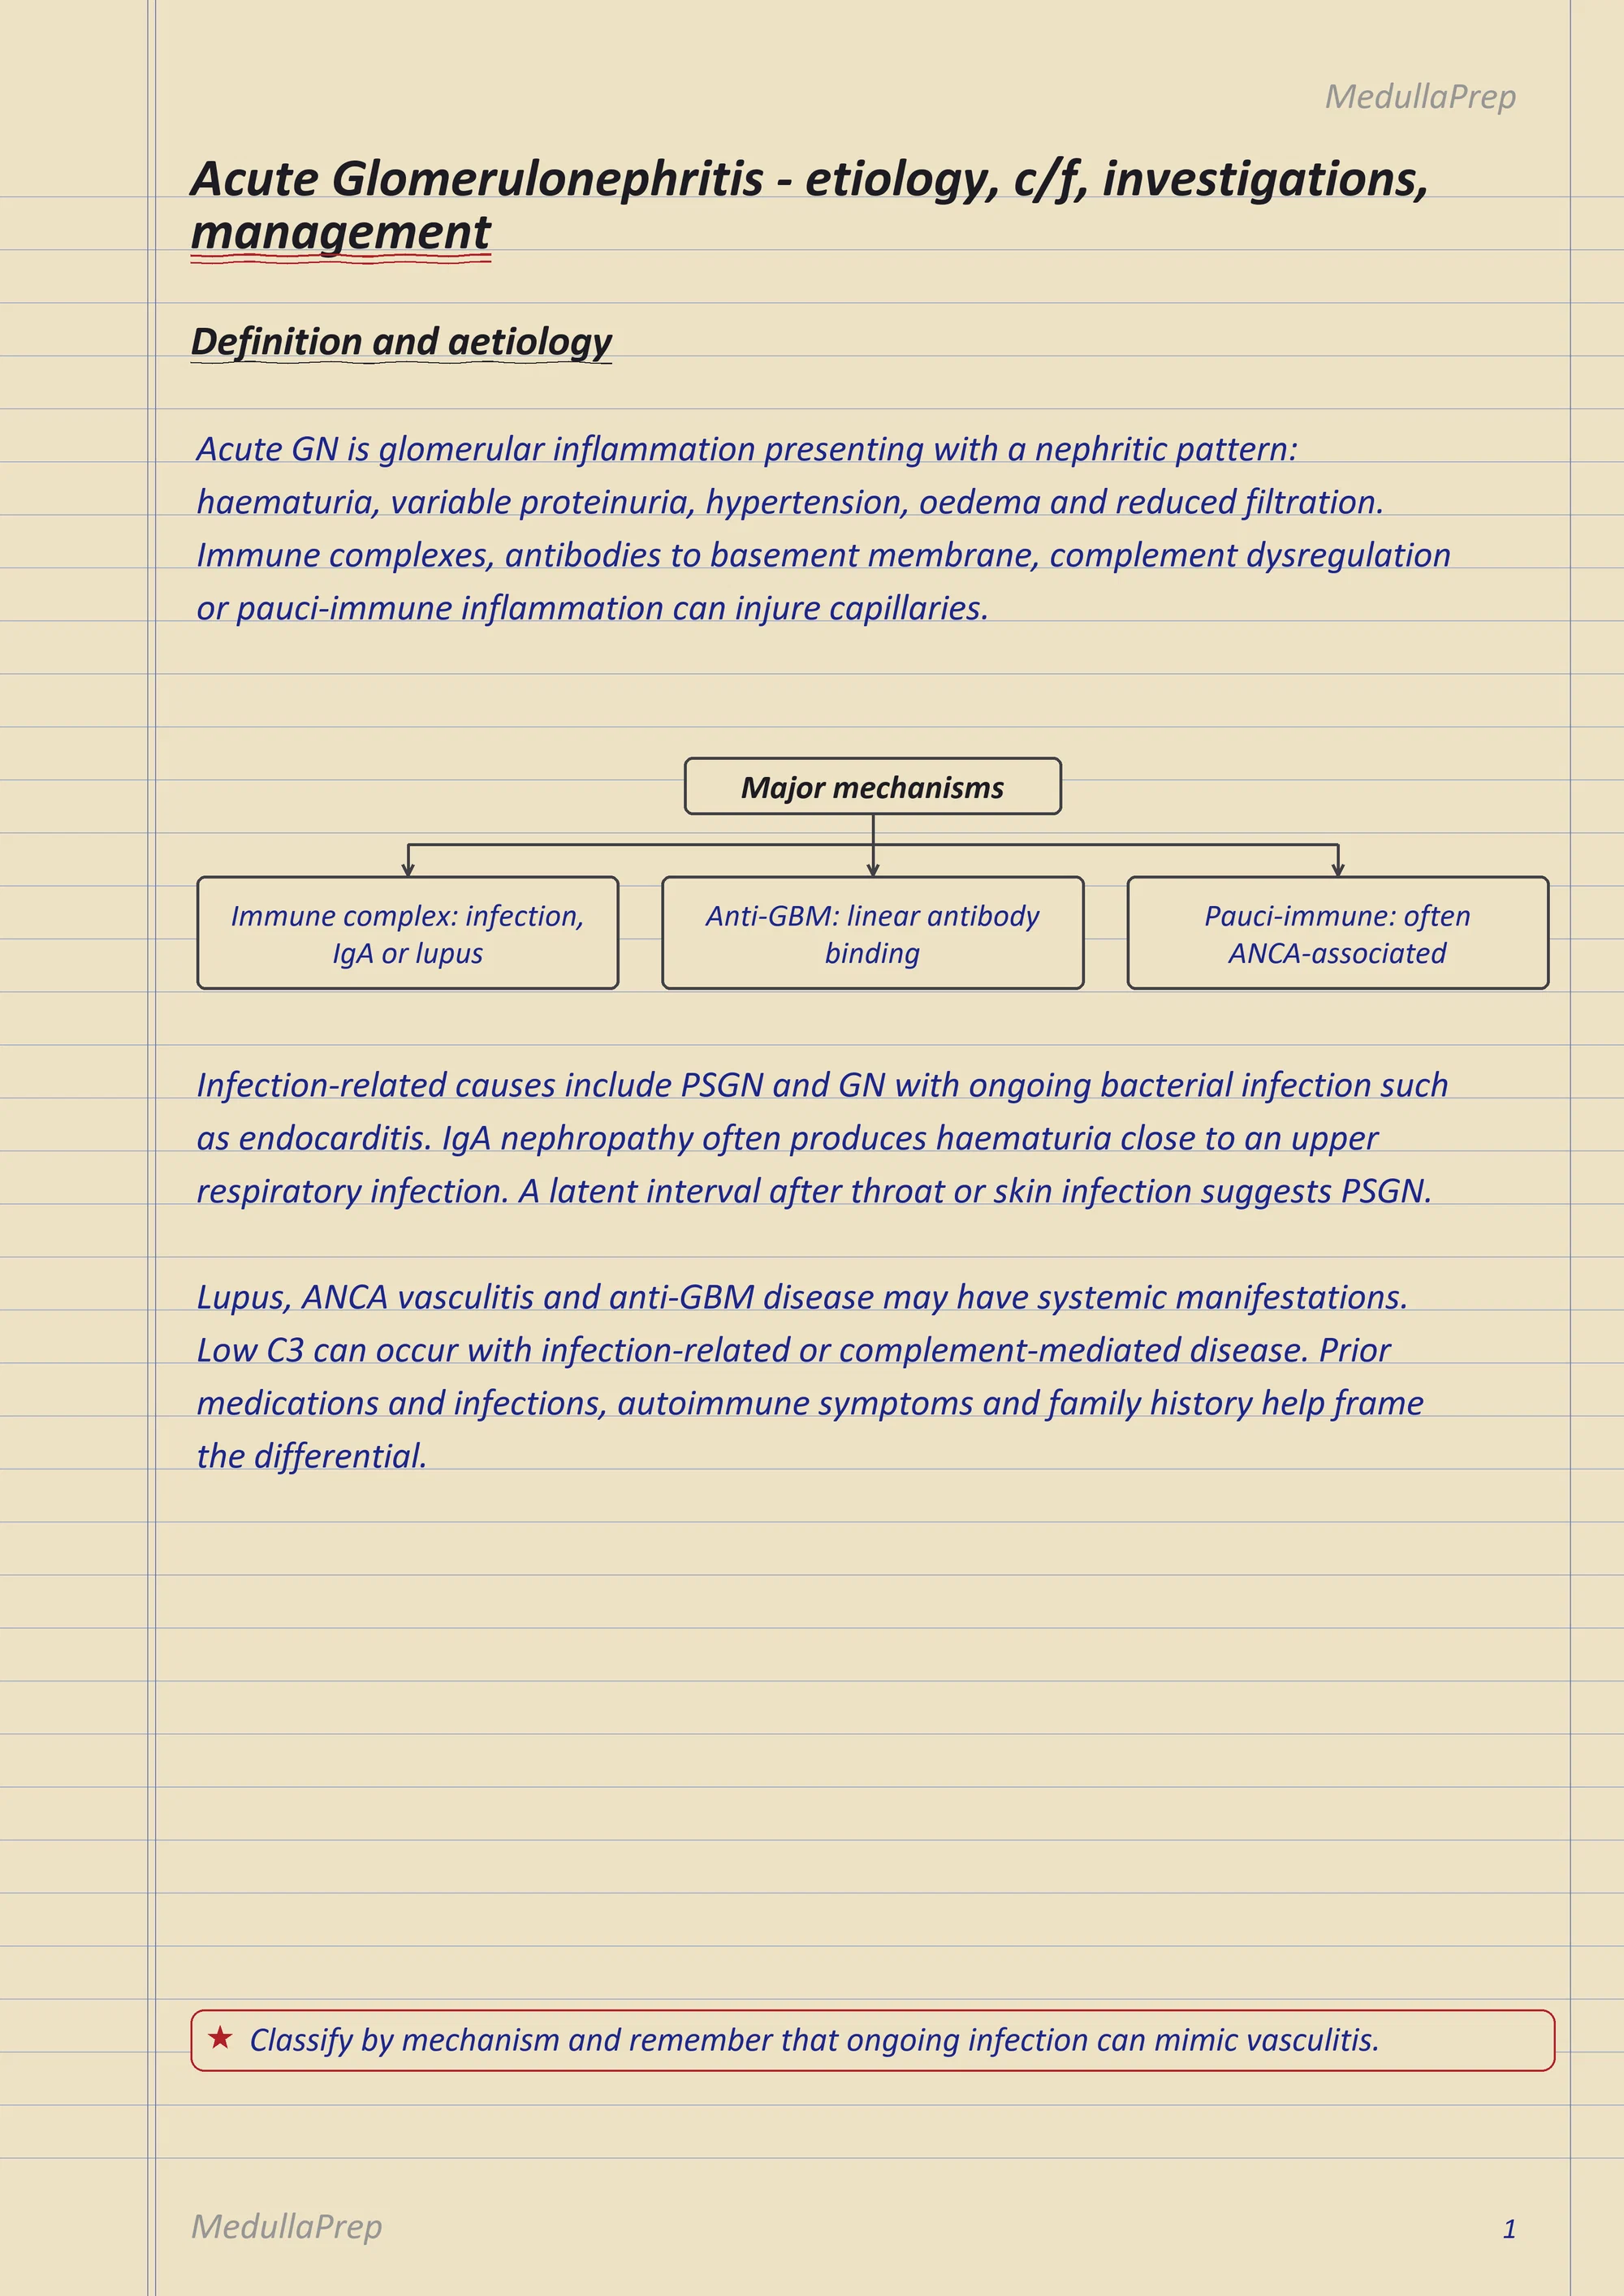 MedullaPrep
Acute Glomerulonephritis - etiology, c/f, investigations,
management
Definition and aetiology
Acute GN is glomerular inflammation presenting with a nephritic pattern:
haematuria, variable proteinuria, hypertension, oedema and reduced filtration.
Immune complexes, antibodies to basement membrane, complement dysregulation
or pauci-immune inflammation can injure capillaries.
Major mechanisms
Immune complex: infection,
IgA or lupus
Anti-GBM: linear antibody
binding
Pauci-immune: often
ANCA-associated
Infection-related causes include PSGN and GN with ongoing bacterial infection such
as endocarditis. IgA nephropathy often produces haematuria close to an upper
respiratory infection. A latent interval after throat or skin infection suggests PSGN.
Lupus, ANCA vasculitis and anti-GBM disease may have systemic manifestations.
Low C3 can occur with infection-related or complement-mediated disease. Prior
medications and infections, autoimmune symptoms and family history help frame
the differential.
★ Classify by mechanism and remember that ongoing infection can mimic vasculitis.
MedullaPrep
1